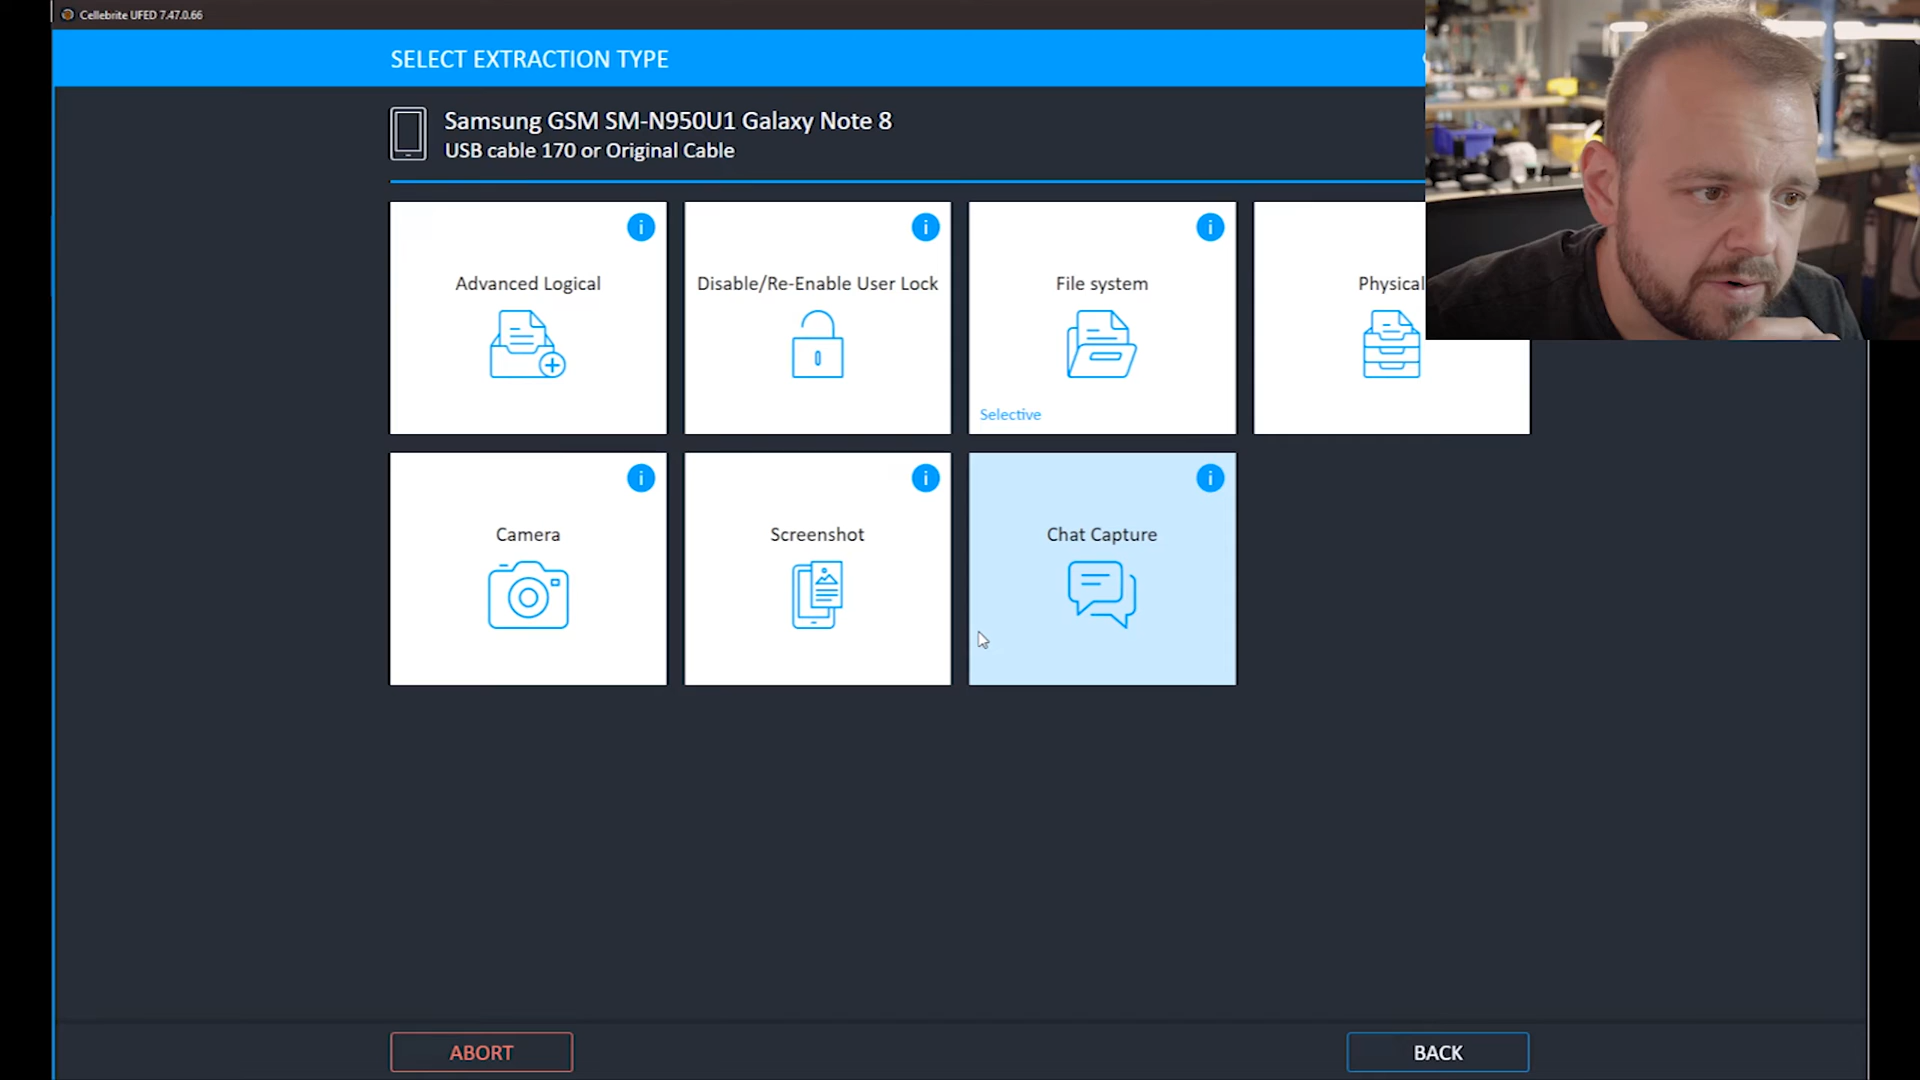 Cellebrite UFED 7.47.0.66
SELECT EXTRACTION TYPE
Samsung GSM SM-N950U1 Galaxy Note 8
USB cable 170 or Original Cable
Advanced Logical
Disable/Re-Enable User Lock
File system
Physical
Selective
Camera
Screenshot
Chat Capture
ABORT
BACK